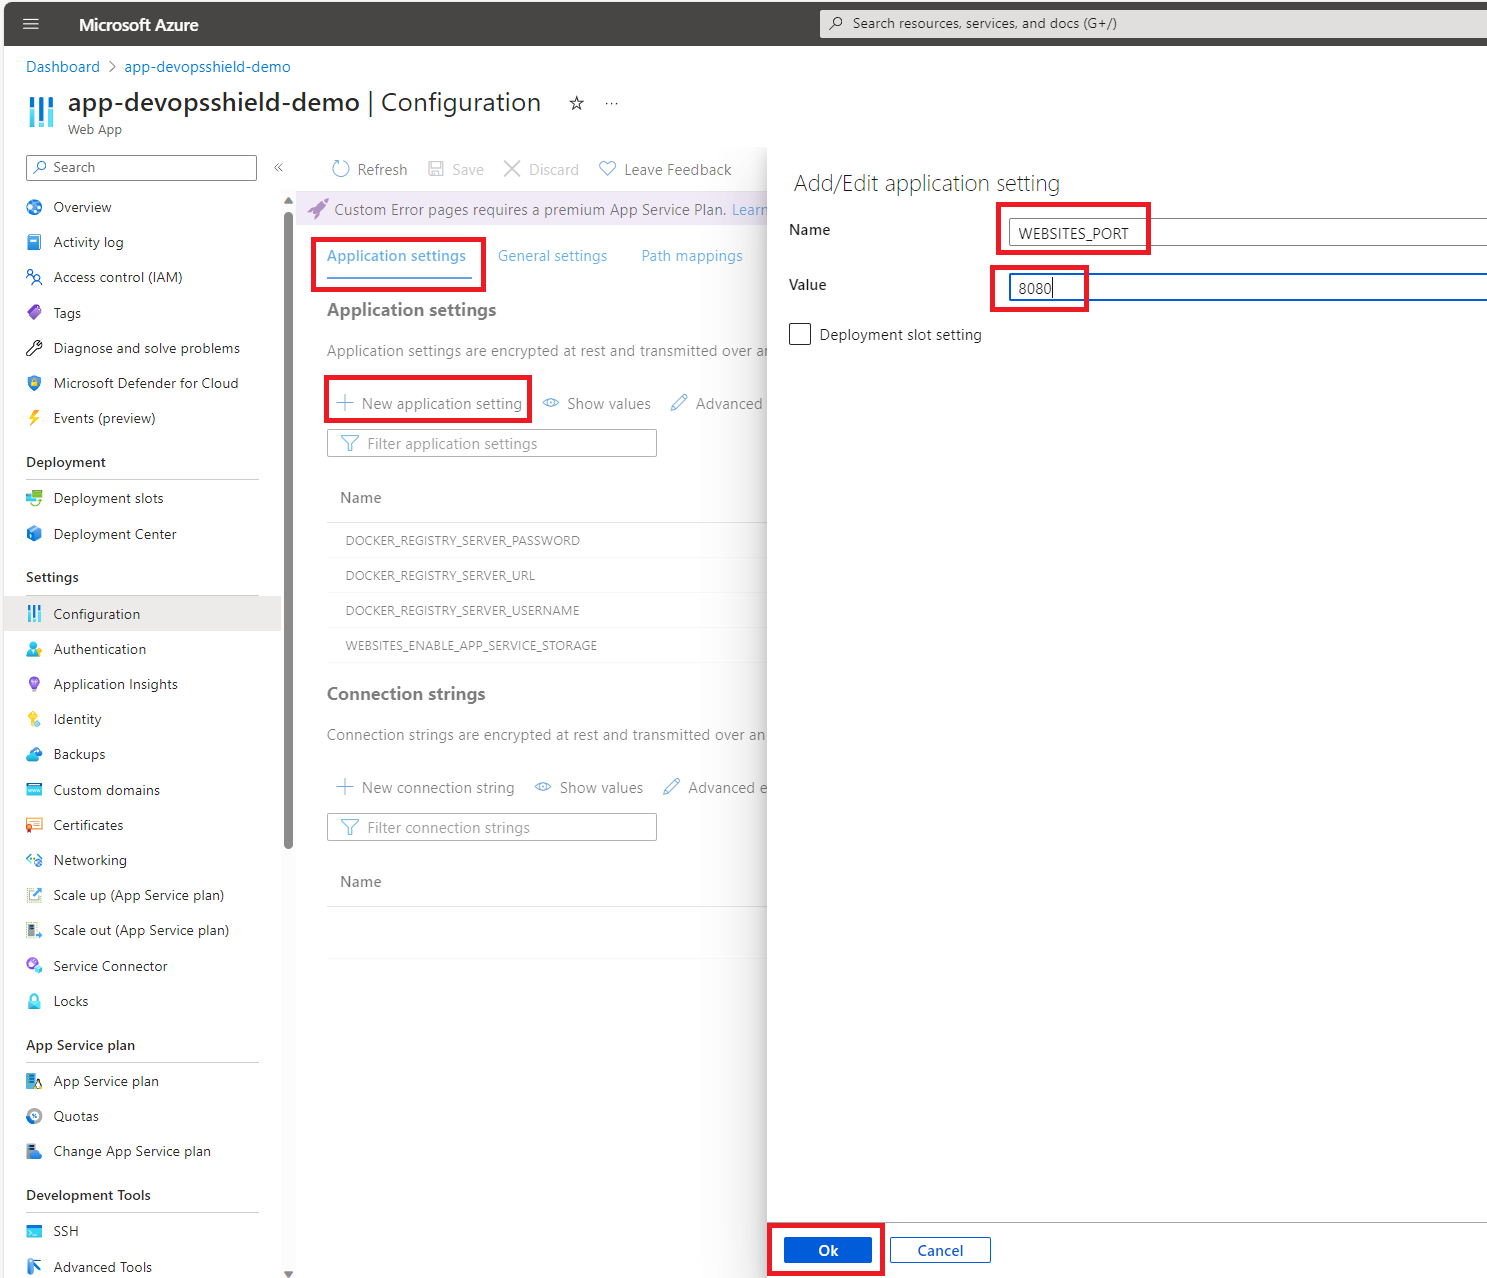 Microsoft Azure
Search resources, services, and docs (G+/)
Dashboard > app-devopsshield-demo
app-devopsshield-demo | Configuration
Web App
Search
Overview
Activity log
Access control (IAM)
Tags
Diagnose and solve problems
Microsoft Defender for Cloud
Events (preview)
Deployment
Deployment slots
Deployment Center
Settings
Configuration
Authentication
Application Insights
Identity
Backups
Custom domains
Certificates
Networking
Scale up (App Service plan)
Scale out (App Service plan)
Service Connector
Locks
App Service plan
App Service plan
Quotas
Change App Service plan
Development Tools
SSH
Advanced Tools
Refresh Save Discard Leave Feedback
Custom Error pages requires a premium App Service Plan. Learn
Application settings General settings Path mappings
Application settings
Application settings are encrypted at rest and transmitted over an
New application setting Show values Advanced
Filter application settings
Name
DOCKER_REGISTRY_SERVER_PASSWORD
DOCKER_REGISTRY_SERVER_URL
DOCKER_REGISTRY_SERVER_USERNAME
WEBSITES_ENABLE_APP_SERVICE_STORAGE
Connection strings
Connection strings are encrypted at rest and transmitted over an
New connection string Show values Advanced e
Filter connection strings
Name
Add/Edit application setting
Name WEBSITES_PORT
Value 8080
Deployment slot setting
Ok Cancel